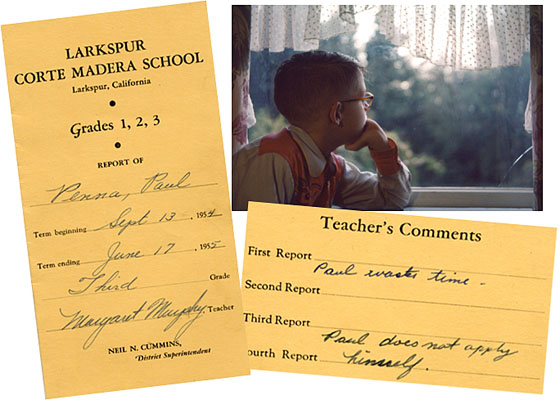 LARKSPUR
CORTE MADERA SCHOOL
Larkspur, California
Grades 1, 2, 3
REPORT OF
Penna, Paul
Term beginning Sept 13, 1954
Term ending June 17, 1955
Third Grade
Margaret Murphy, Teacher
NEIL N. CUMMINS,
District Superintendent
Teacher's Comments
First Report
Paul wastes time -
Second Report
Third Report
Paul does not apply
ourth Report himself.